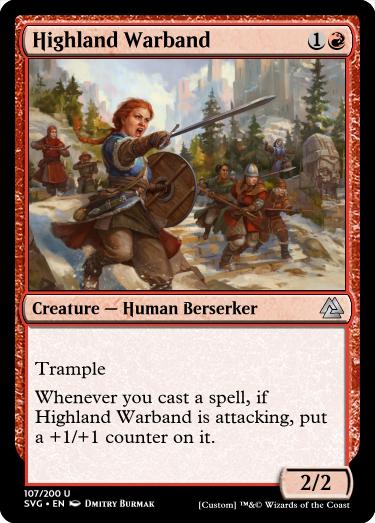 Highland Warband 1
Creature — Human Berserker
Trample
Whenever you cast a spell, if
Highland Warband is attacking, put
a +1/+1 counter on it.
2/2
107/200 U
SVG • EN Dmitry Burmak [Custom] ™&© Wizards of the Coast